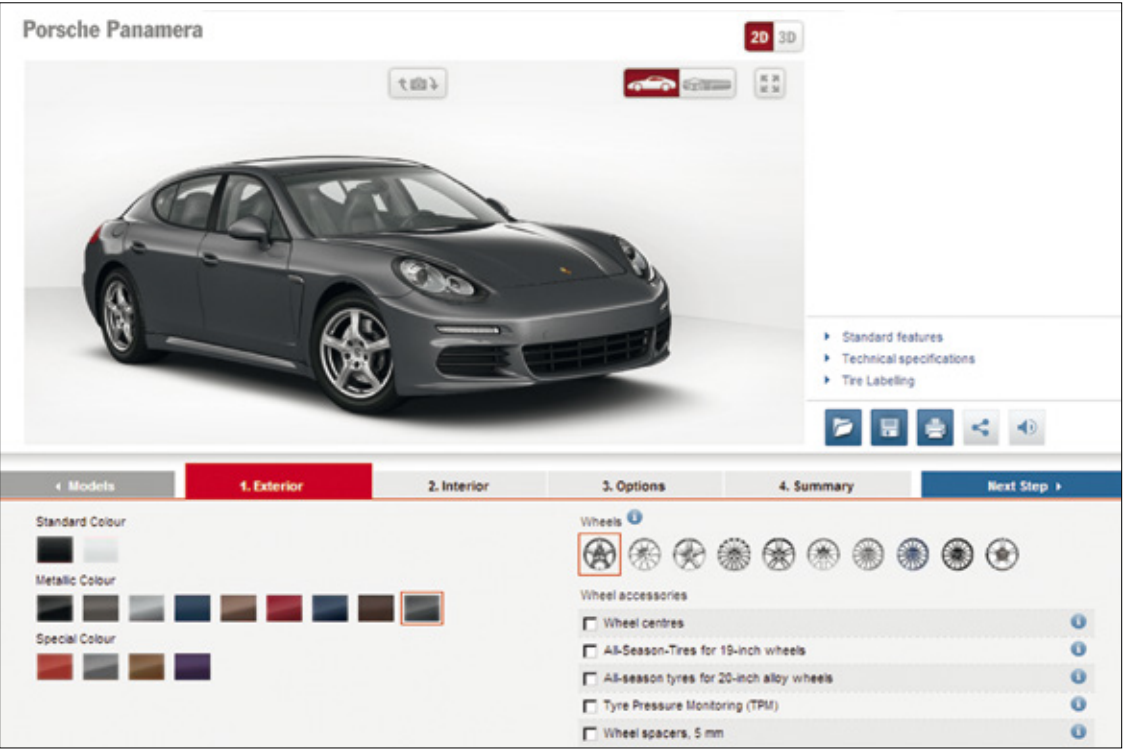 Porsche Panamera
2D 3D
Standard features
Technical specifications
Tire Labelling
Models
1. Exterior
2. Interior
3. Options
4. Summary
Next Step
Standard Colour
Metallic Colour
Special Colour
Wheels
Wheel accessories
Wheel centres
All-Season-Tires for 19-inch wheels
All-season tyres for 20-inch alloy wheels
Tyre Pressure Monitoring (TPM)
Wheel spacers, 5 mm